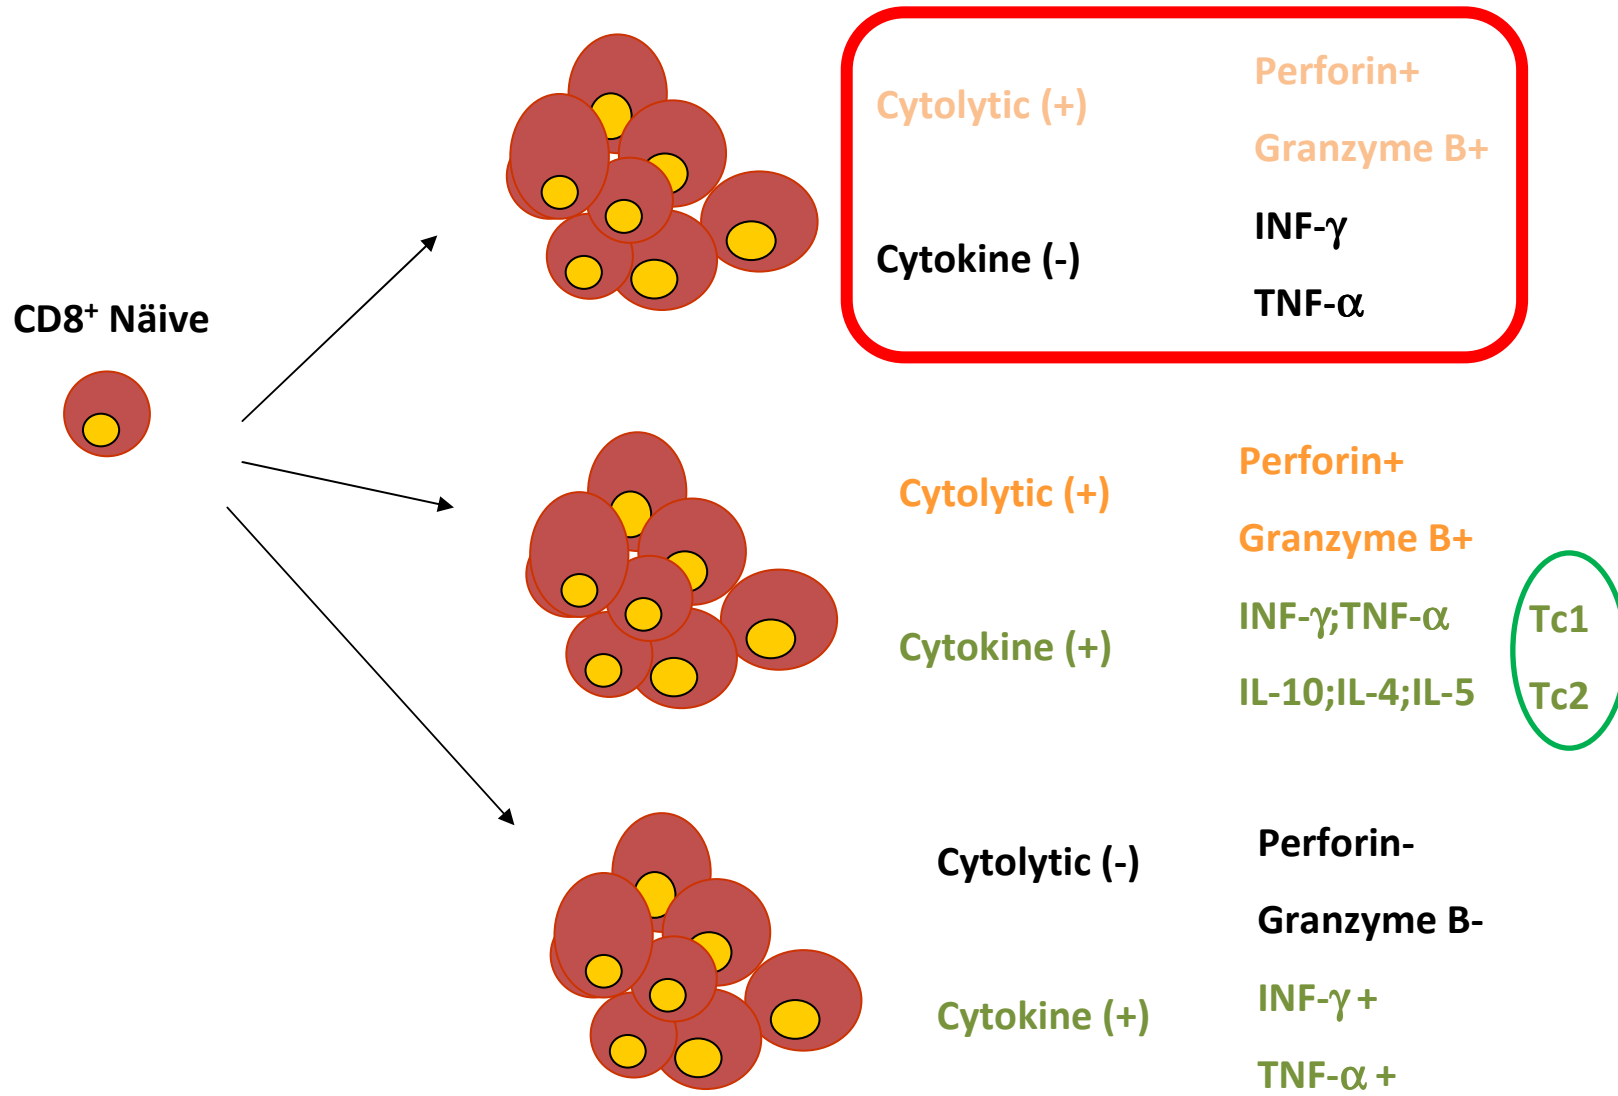 CD8⁺ Näive
Cytolytic (+)
Perforin+
Granzyme B+
Cytokine (-)
INF-γ
TNF-α
Cytolytic (+)
Perforin+
Granzyme B+
Cytokine (+)
INF-γ;TNF-α
Tc1
IL-10;IL-4;IL-5
Tc2
Cytolytic (-)
Perforin-
Granzyme B-
Cytokine (+)
INF-γ +
TNF-α +